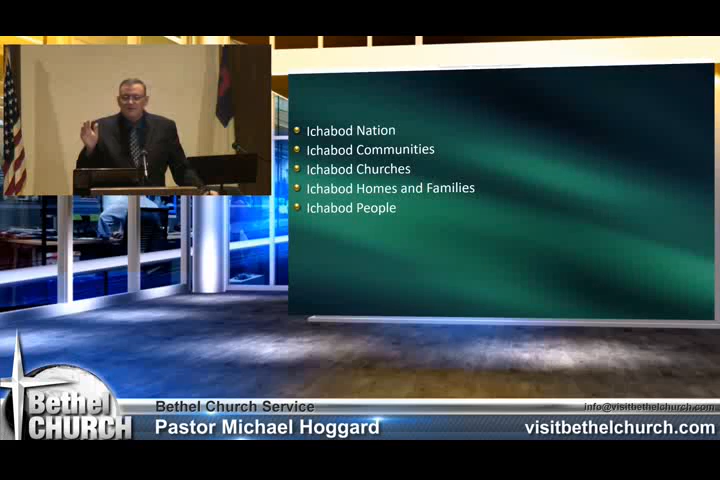 Ichabod Nation
Ichabod Communities
Ichabod Churches
Ichabod Homes and Families
Ichabod People
Bethel
CHURCH
Bethel Church Service
info@visitbethelchurch.com
Pastor Michael Hoggard
visitbethelchurch.com